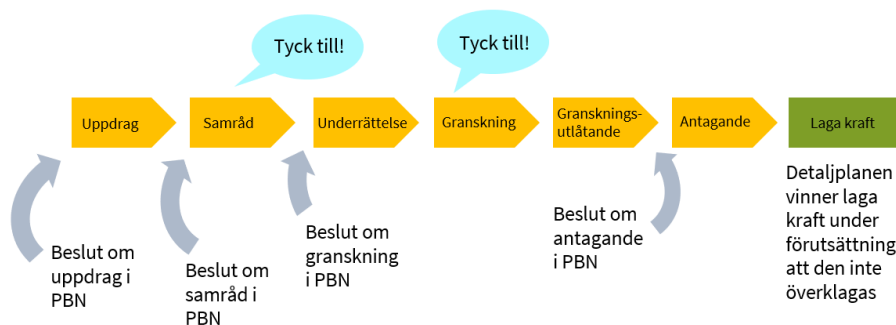 Tyck till!
Tyck till!
Uppdrag
Samråd
Underrättelse
Granskning
Gransknings-
utlåtande
Antagande
Laga kraft
Beslut om
uppdrag i
PBN
Beslut om
samråd i
PBN
Beslut om
granskning
i PBN
Beslut om
antagande
i PBN
Detaljplanen
vinner laga
kraft under
förutsättning
att den inte
överklagas